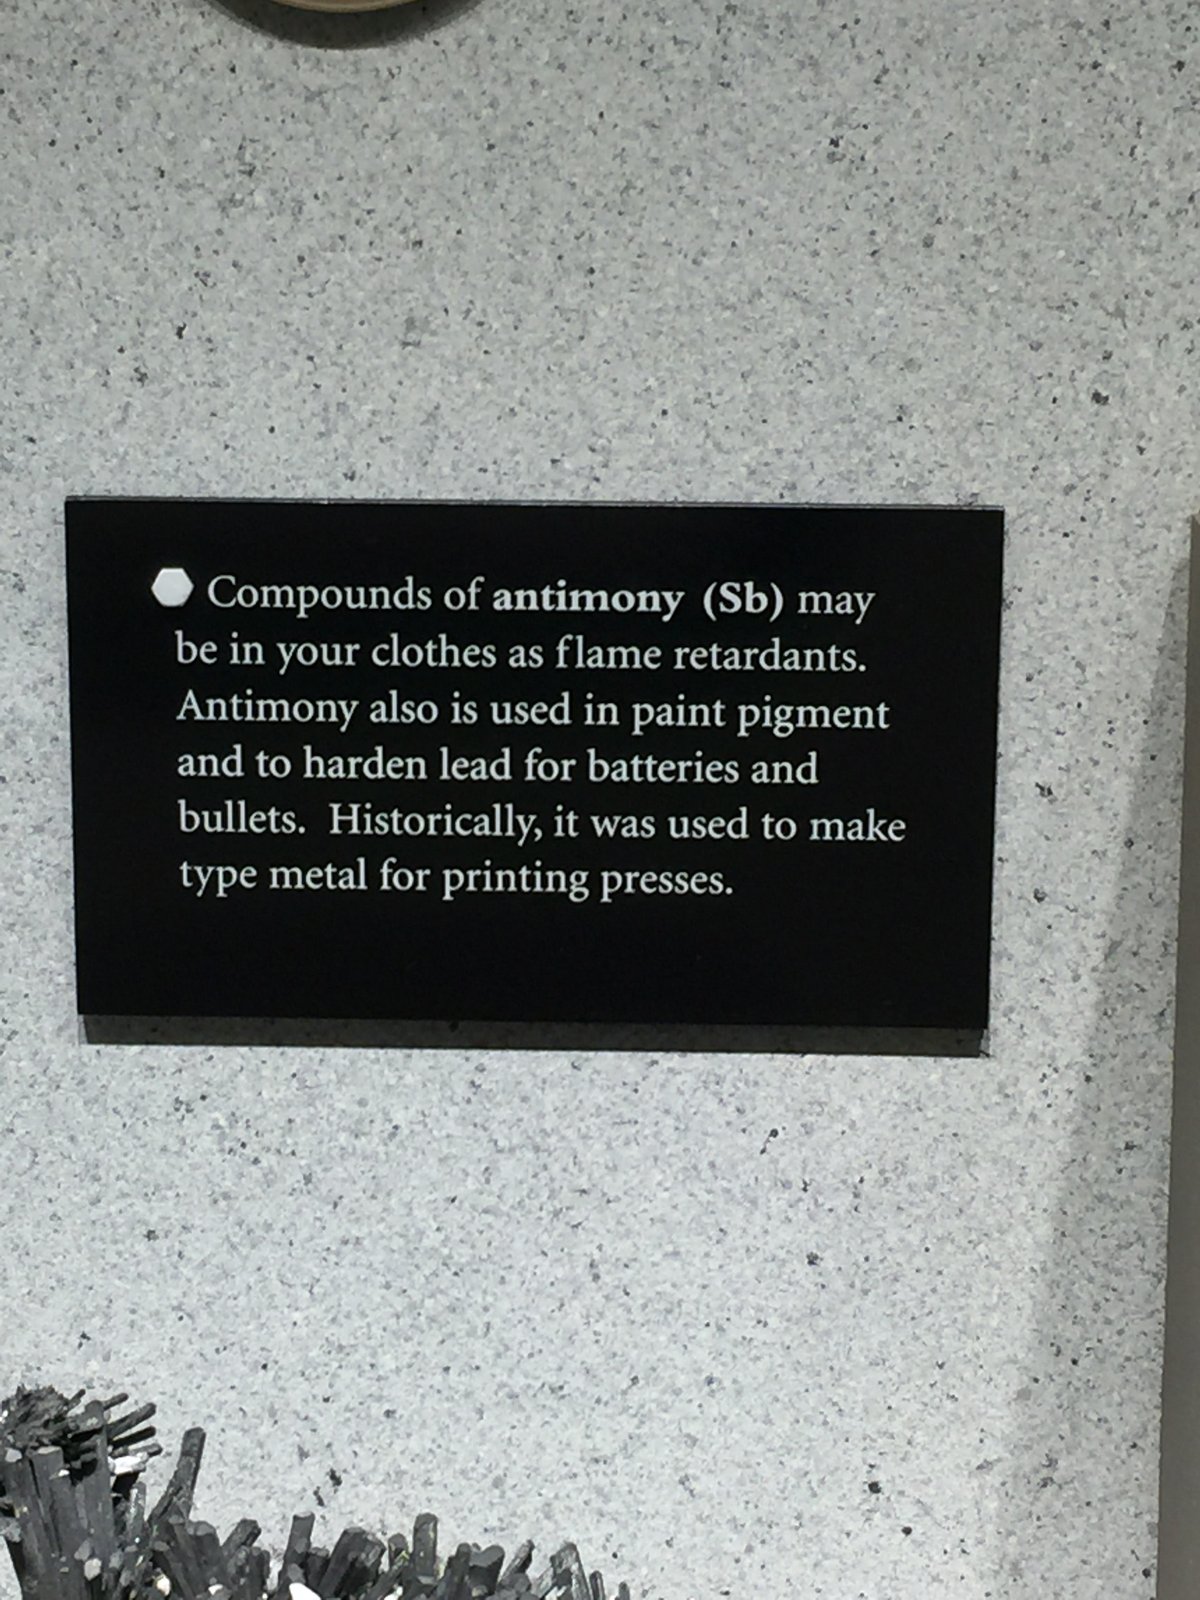 Compounds of antimony (Sb) may
be in your clothes as flame retardants.
Antimony also is used in paint pigment
and to harden lead for batteries and
bullets. Historically, it was used to make
type metal for printing presses.